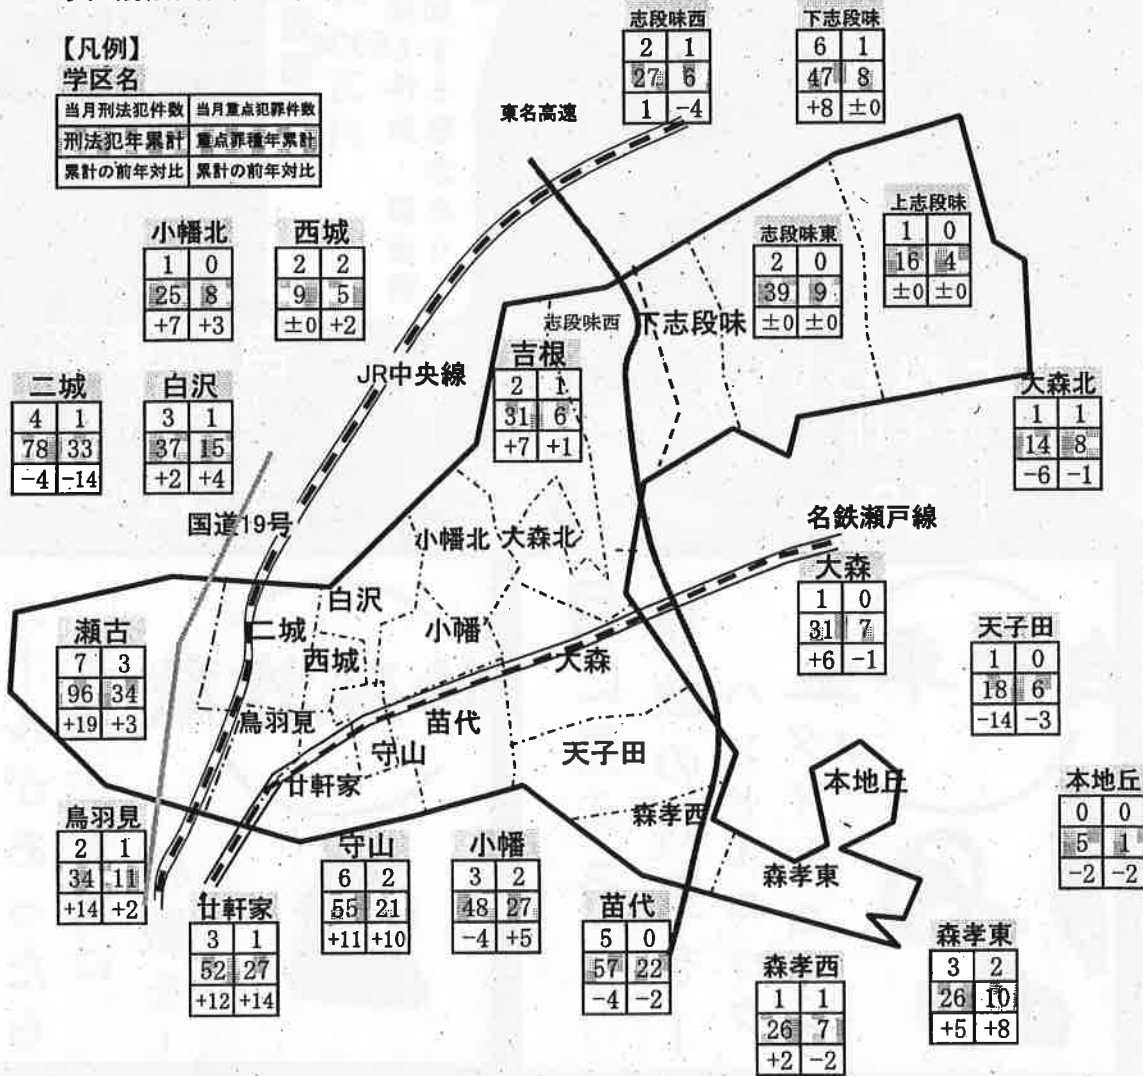 【凡例】
学区名
当月刑法犯件数 当月重点犯罪件数
刑法犯年累計 重点罪種年累計
累計の前年対比 累計の前年対比
志段味西
2 1
27 6
1 -4
下志段味
6 1
47 8
+8 ±0
東名高速
小幡北
1 0
25 8
+7 +3
西城
2 2
9 5
±0 +2
志段味東
2 0
39 9
±0 ±0
上志段味
1 0
16 4
±0 ±0
志段味西
下志段味
JR中央線
吉根
2 1
31 6
+7 +1
二城
4 1
78 33
-4 -14
白沢
3 1
37 15
+2 +4
大森北
1 1
14 8
-6 -1
国道19号
小幡北
大森北
名鉄瀬戸線
大森
1 0
31 7
+6 -1
白沢
二城
西城
小幡
大森
瀬古
7 3
96 34
+19 +3
天子田
1 0
18 6
-14 -3
鳥羽見
苗代
守山
天子田
廿軒家
本地丘
森孝西
森孝東
本地丘
0 0
5 1
-2 -2
鳥羽見
2 1
34 11
+14 +2
廿軒家
3 1
52 27
+12 +14
守山
6 2
55 21
+11 +10
小幡
3 2
48 27
-4 +5
苗代
5 0
57 22
-4 -2
森孝西
1 1
26 7
+2 -2
森孝東
3 2
26 10
+5 +8